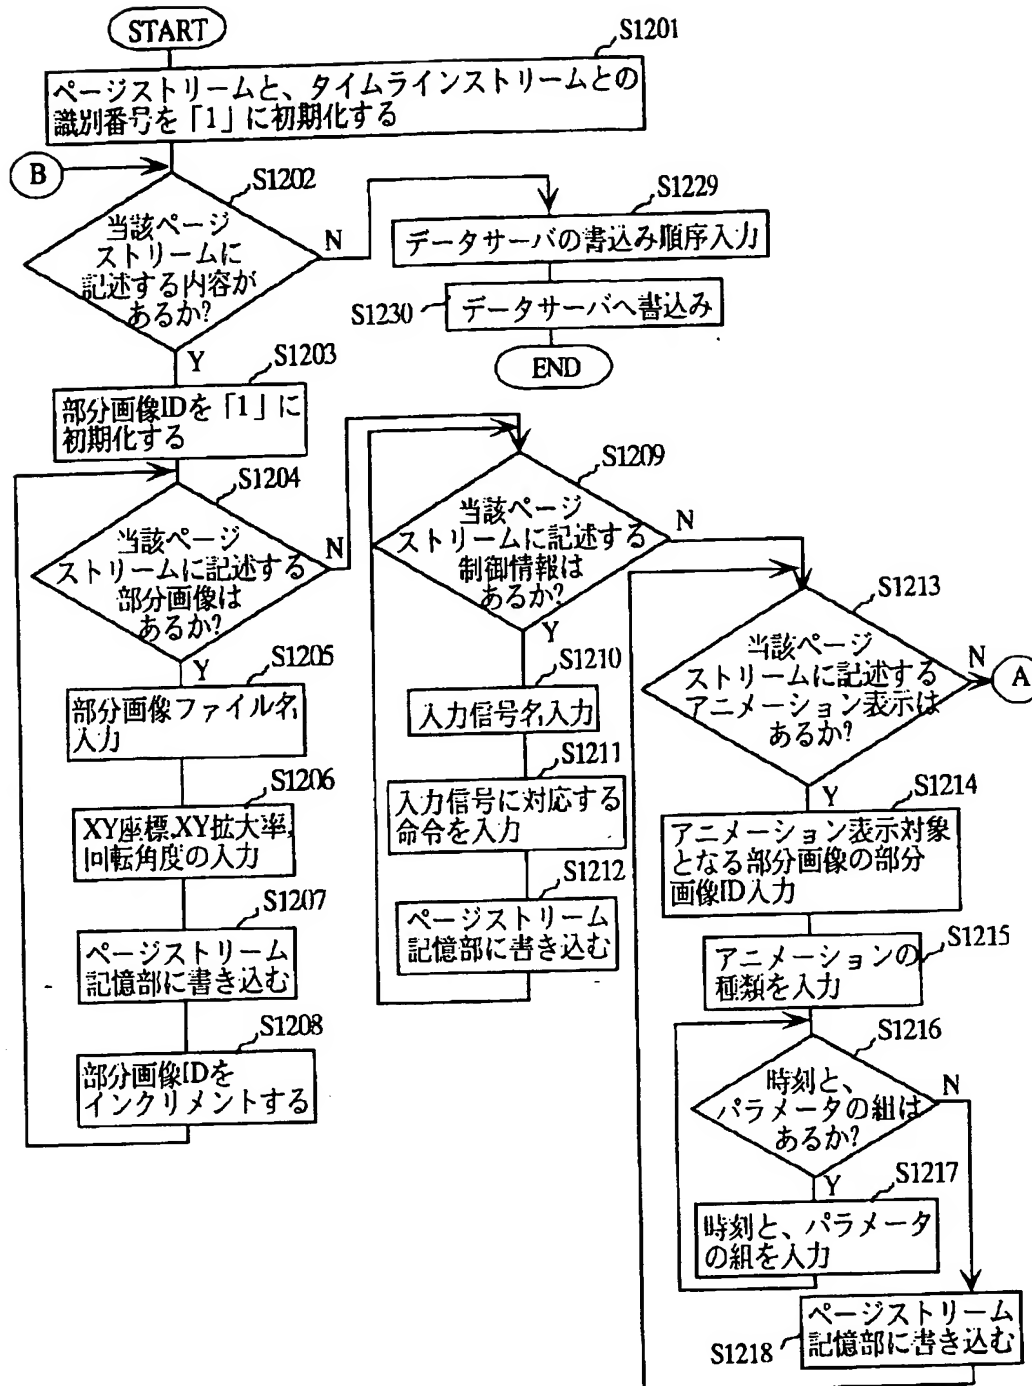 START
S1201
ページストリームと、タイムラインストリームとの
識別番号を「1」に初期化する
B
S1202
当該ページ
ストリームに
記述する内容が
あるか?
N
Y
S1229
データサーバの書込み順序入力
S1230
データサーバへ書込み
END
S1203
部分画像IDを「1」に
初期化する
S1204
当該ページ
ストリームに記述する
部分画像は
あるか?
N
Y
S1205
部分画像ファイル名
入力
S1206
XY座標,XY拡大率,
回転角度の入力
S1207
ページストリーム
記憶部に書き込む
S1208
部分画像IDを
インクリメントする
S1209
当該ページ
ストリームに記述する
制御情報は
あるか?
N
Y
S1210
入力信号名入力
S1211
入力信号に対応する
命令を入力
S1212
ページストリーム
記憶部に書き込む
S1213
当該ページ
ストリームに記述する
アニメーション表示は
あるか?
N
A
Y
S1214
アニメーション表示対象
となる部分画像の部分
画像ID入力
S1215
アニメーションの
種類を入力
S1216
時刻と、
パラメータの組は
あるか?
N
Y
S1217
時刻と、パラメータ
の組を入力
S1218
ページストリーム
記憶部に書き込む